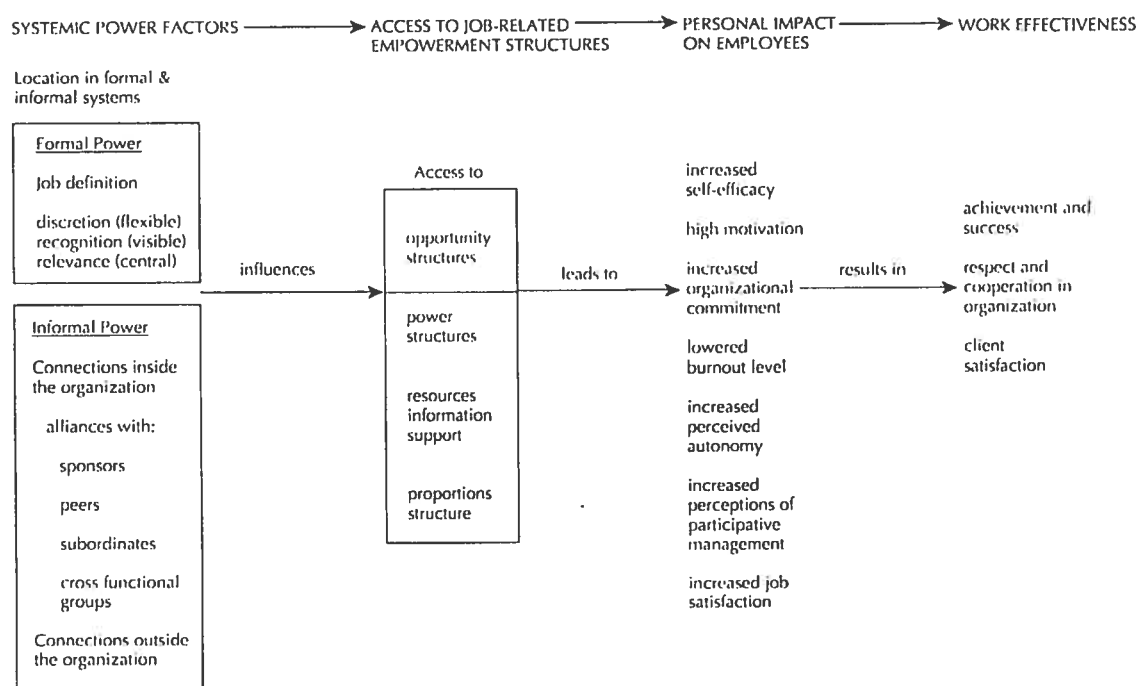 SYSTEMIC POWER FACTORS
ACCESS TO JOB-RELATED
EMPOWERMENT STRUCTURES
PERSONAL IMPACT
ON EMPLOYEES
WORK EFFECTIVENESS
Location in formal &
informal systems
Formal Power
Job definition
discretion (flexible)
recognition (visible)
relevance (central)
Informal Power
Connections inside
the organization
alliances with:
sponsors
peers
subordinates
cross functional
groups
Connections outside
the organization
influences
Access to
opportunity
structures
power
structures
resources
information
support
proportions
structure
leads to
increased
self-efficacy
high motivation
increased
organizational
commitment
lowered
burnout level
increased
perceived
autonomy
increased
perceptions of
participative
management
increased job
satisfaction
results in
achievement and
success
respect and
cooperation in
organization
client
satisfaction